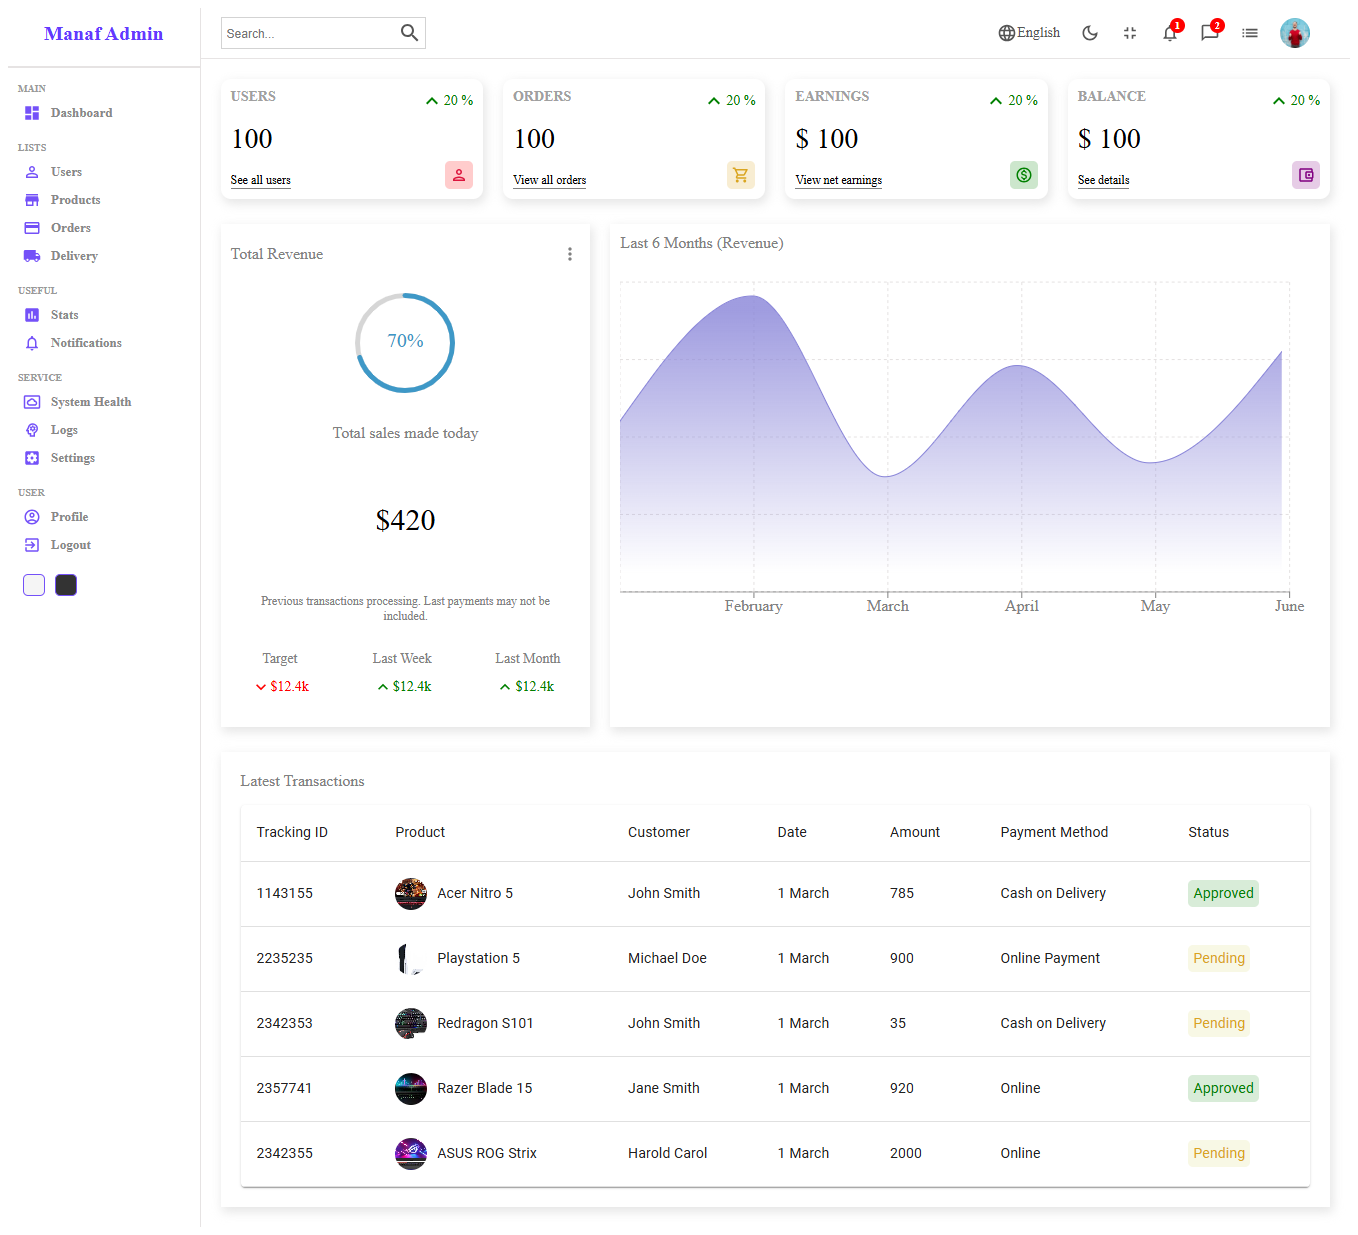 Manaf Admin
Search...
English
1
2
MAIN
Dashboard
LISTS
Users
Products
Orders
Delivery
USEFUL
Stats
Notifications
SERVICE
System Health
Logs
Settings
USER
Profile
Logout
USERS
20 %
100
See all users
ORDERS
20 %
100
View all orders
EARNINGS
20 %
$ 100
View net earnings
BALANCE
20 %
$ 100
See details
Total Revenue
70%
Total sales made today
$420
Previous transactions processing. Last payments may not be
included.
Target Last Week Last Month
$12.4k $12.4k $12.4k
Last 6 Months (Revenue)
February March April May June
Latest Transactions
Tracking ID Product Customer Date Amount Payment Method Status
1143155 Acer Nitro 5 John Smith 1 March 785 Cash on Delivery Approved
2235235 Playstation 5 Michael Doe 1 March 900 Online Payment Pending
2342353 Redragon S101 John Smith 1 March 35 Cash on Delivery Pending
2357741 Razer Blade 15 Jane Smith 1 March 920 Online Approved
2342355 ASUS ROG Strix Harold Carol 1 March 2000 Online Pending